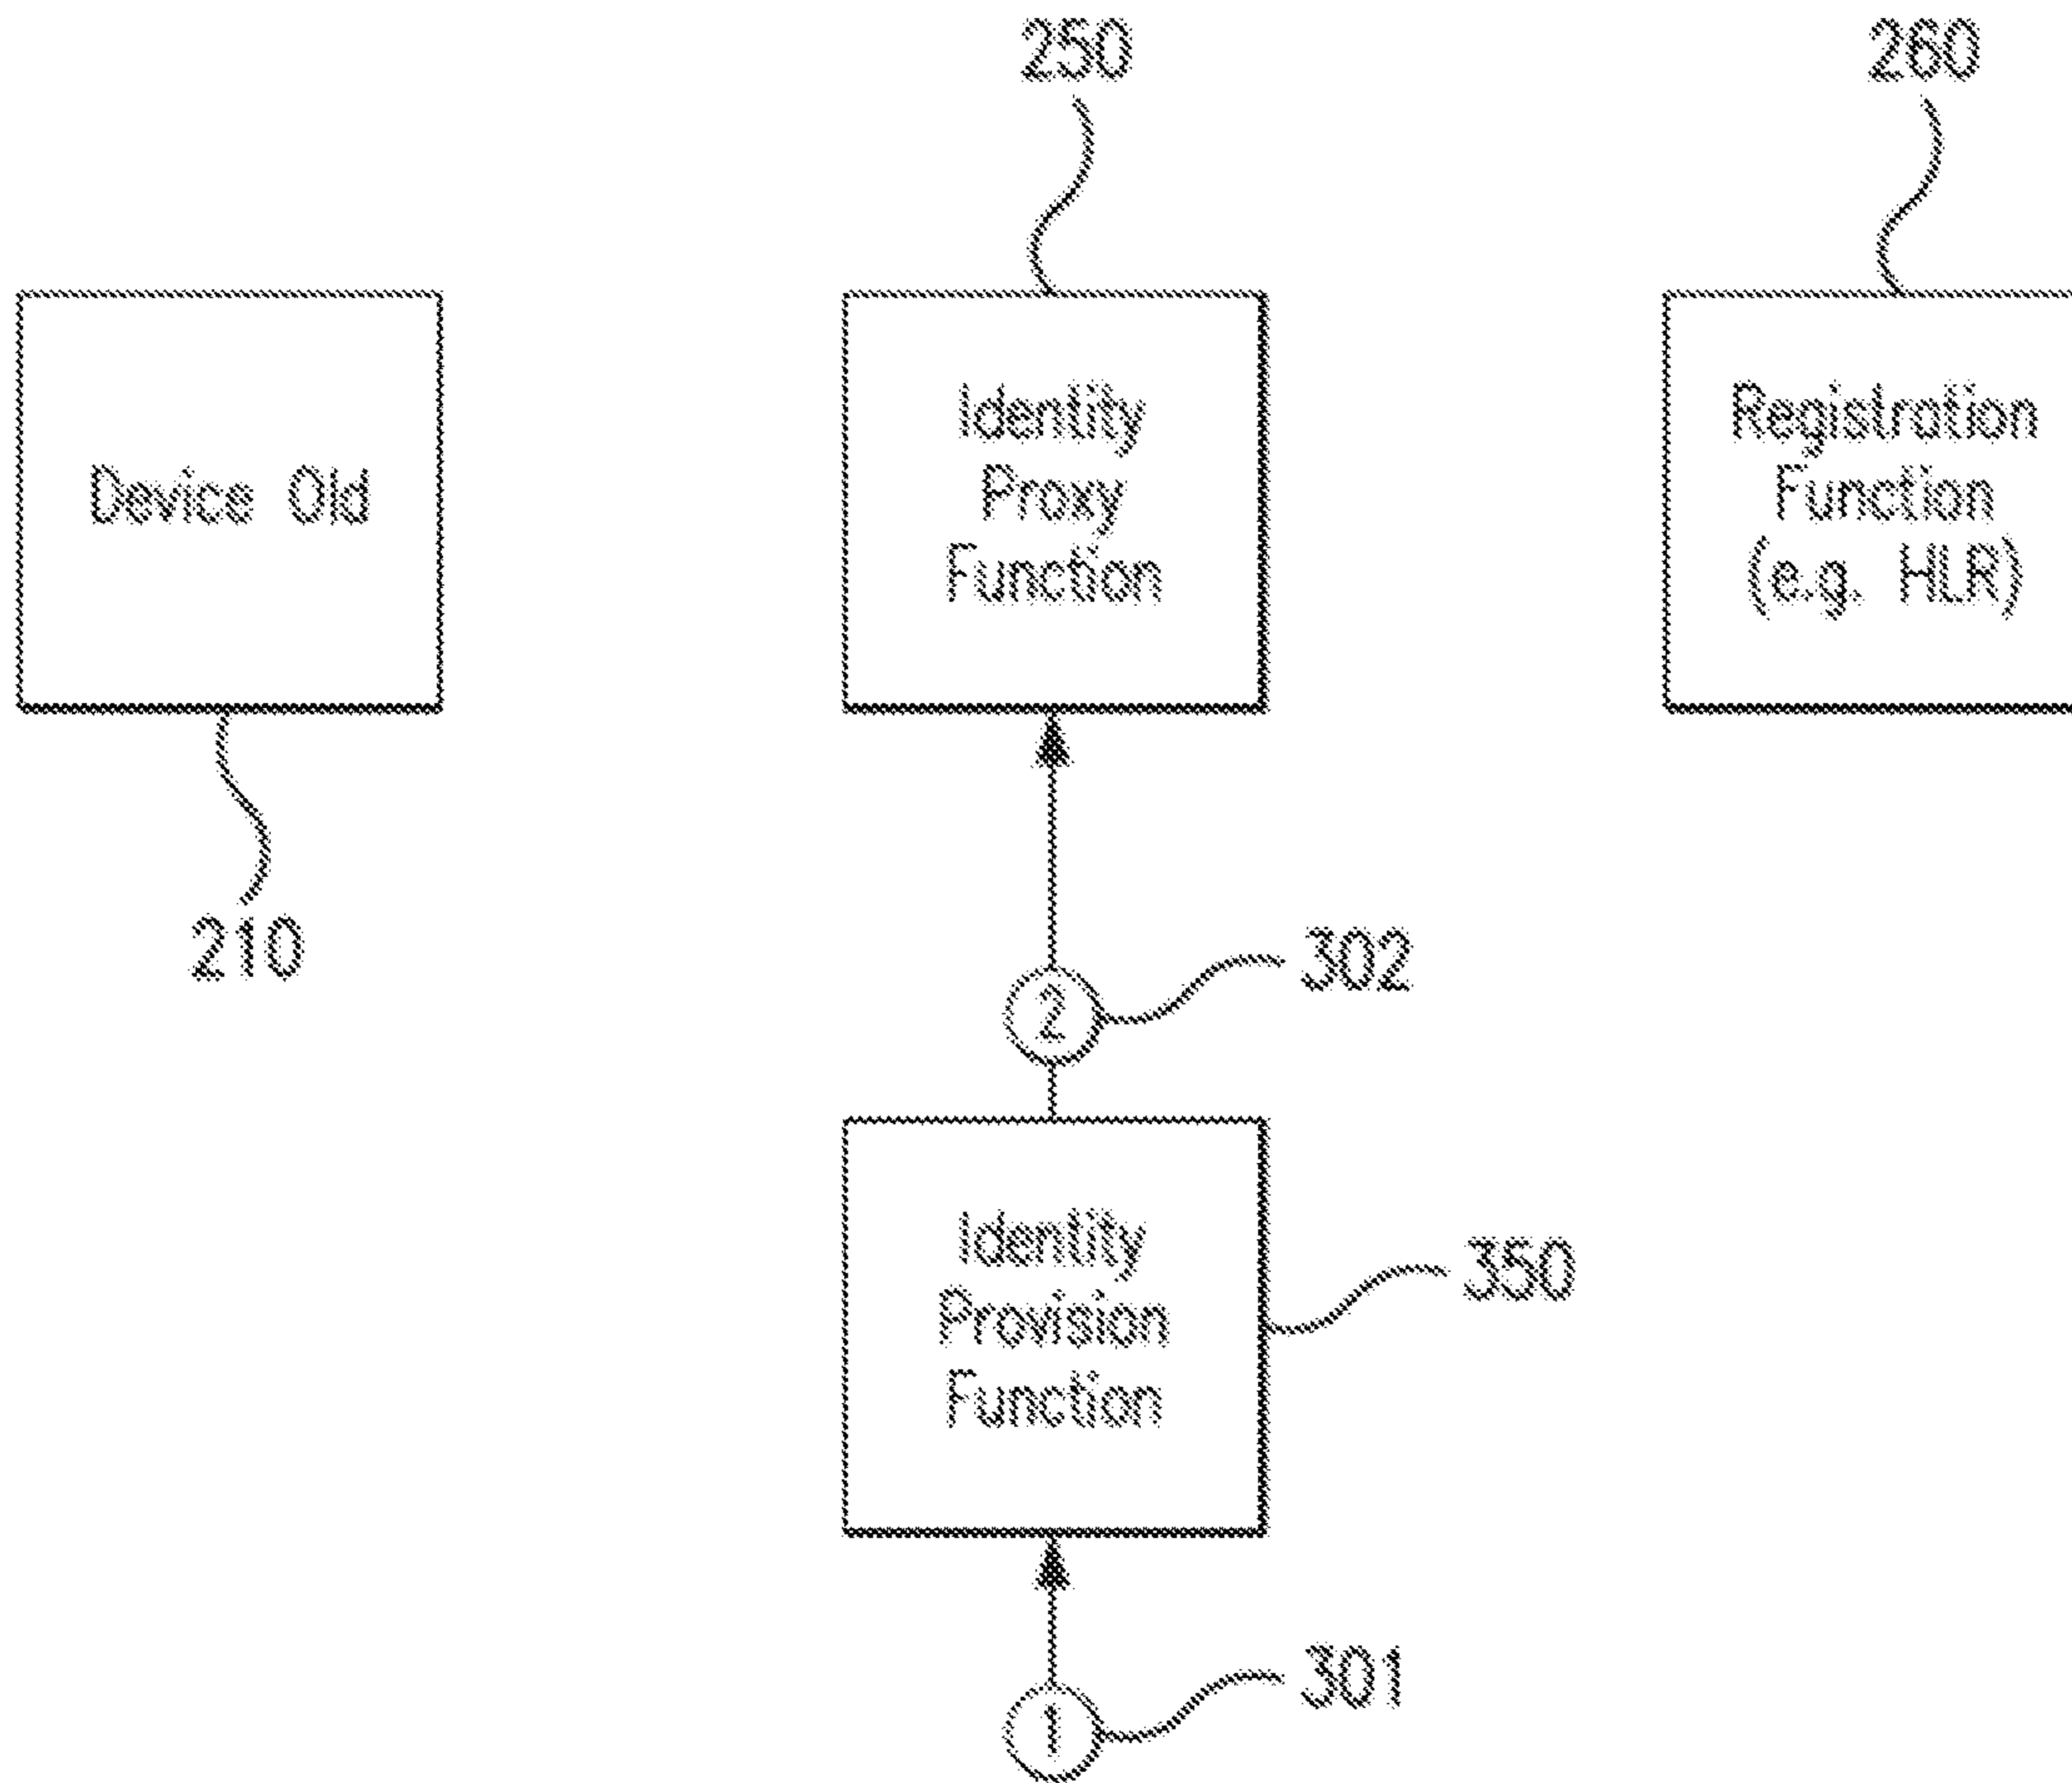 250
260
Device Old
Identity
Proxy
Function
Registration
Function
(e.g. HLR)
210
302
2
Identity
Provision
Function
350
301
1